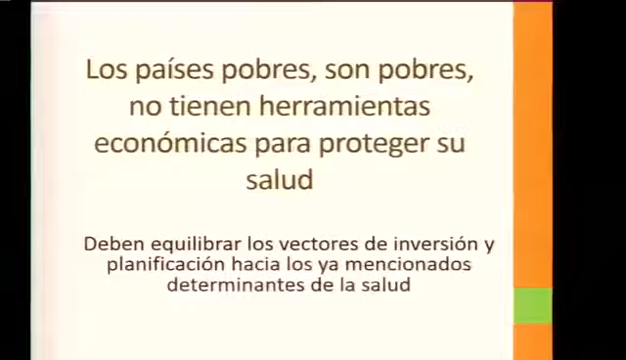 Los países pobres, son pobres,
no tienen herramientas
económicas para proteger su
salud
Deben equilibrar los vectores de inversión y
planificación hacia los ya mencionados
determinantes de la salud